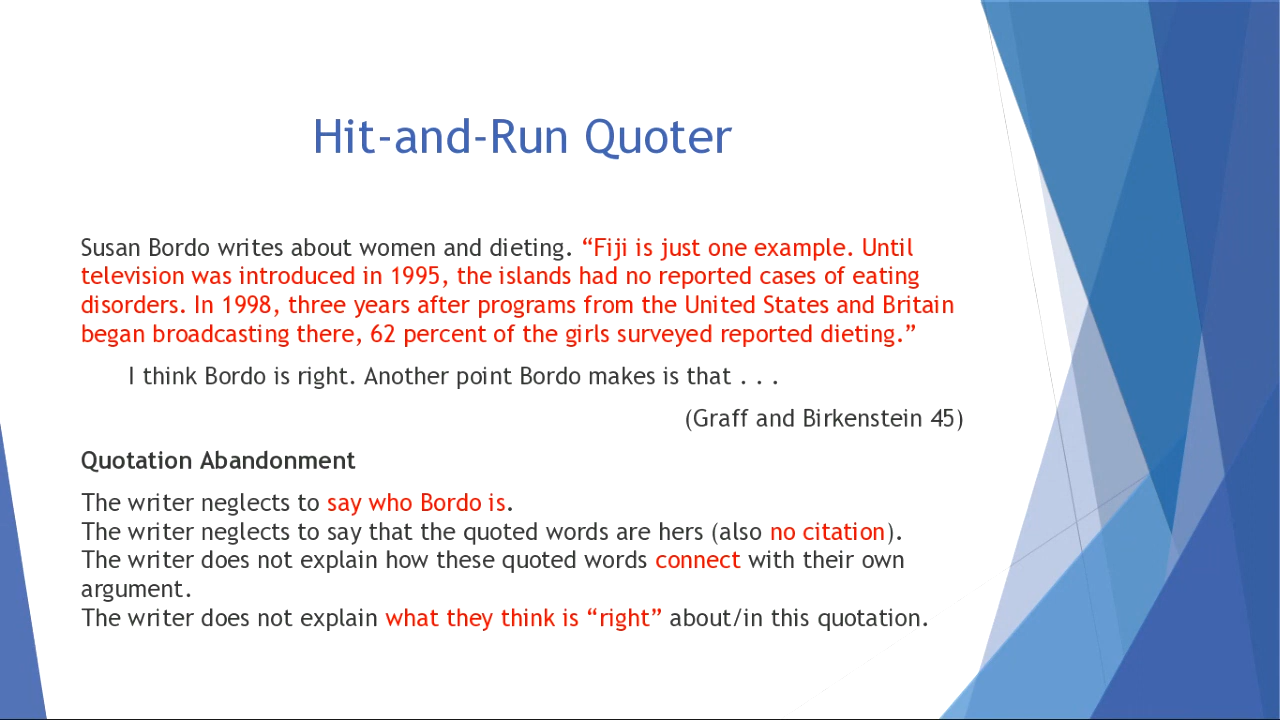 Hit-and-Run Quoter
Susan Bordo writes about women and dieting. “Fiji is just one example. Until
television was introduced in 1995, the islands had no reported cases of eating
disorders. In 1998, three years after programs from the United States and Britain
began broadcasting there, 62 percent of the girls surveyed reported dieting.”
I think Bordo is right. Another point Bordo makes is that . . .
(Graff and Birkenstein 45)
Quotation Abandonment
The writer neglects to say who Bordo is.
The writer neglects to say that the quoted words are hers (also no citation).
The writer does not explain how these quoted words connect with their own
argument.
The writer does not explain what they think is “right” about/in this quotation.